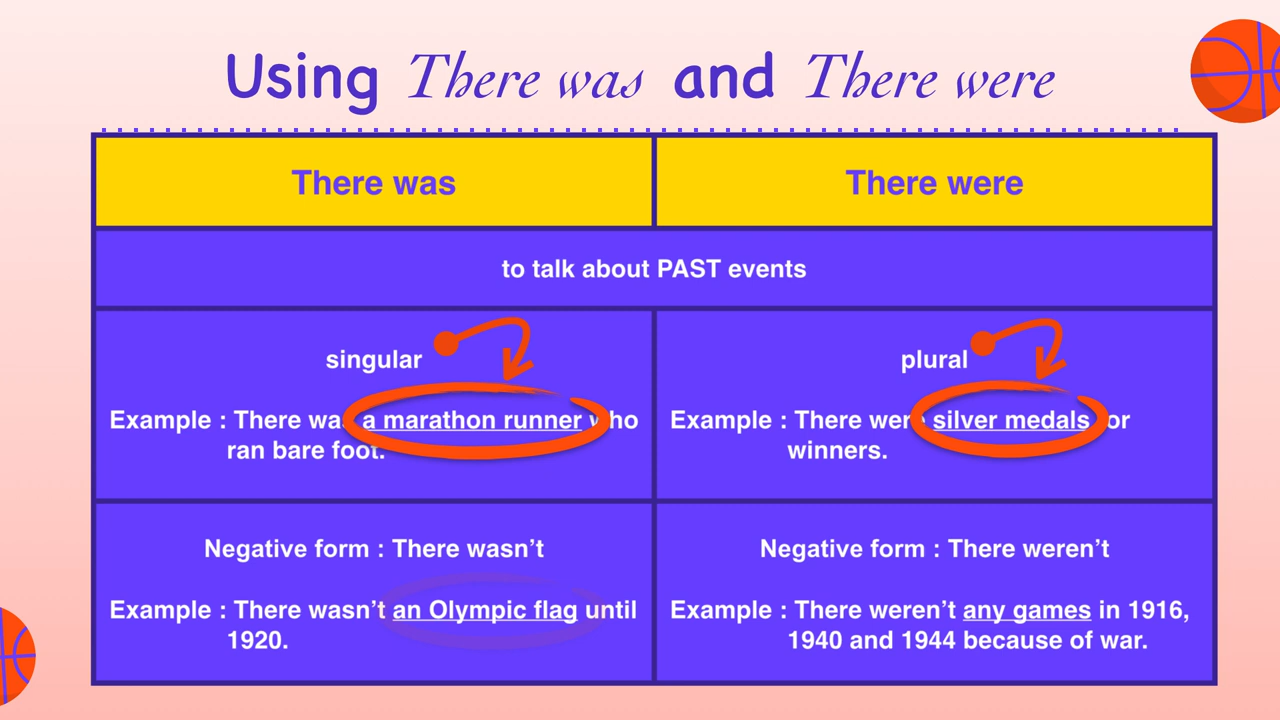 Using There was and There were
There was
There were
to talk about PAST events
singular
Example : There was a marathon runner who
ran bare foot.
plural
Example : There were silver medals for
winners.
Negative form : There wasn’t
Example : There wasn’t an Olympic flag until
1920.
Negative form : There weren’t
Example : There weren’t any games in 1916,
1940 and 1944 because of war.